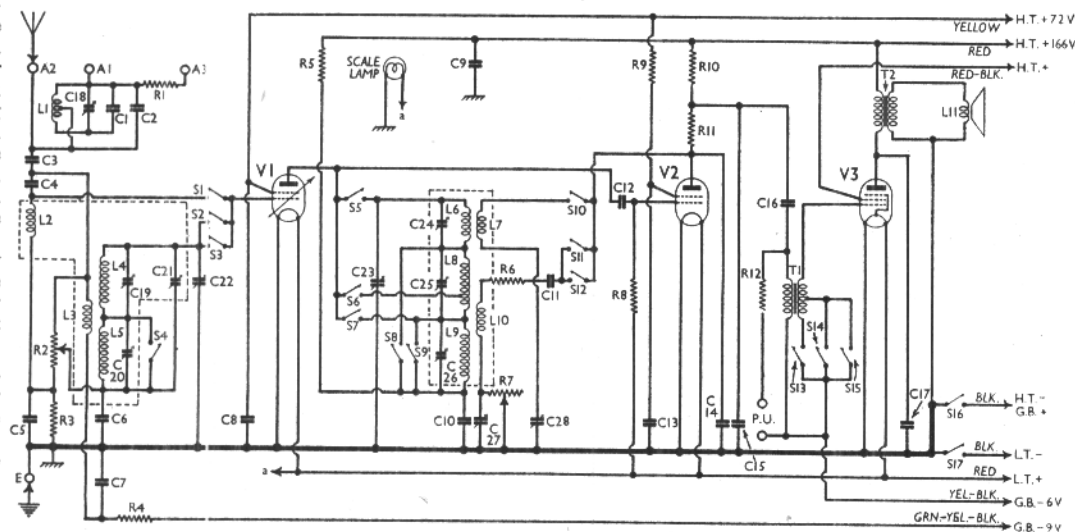 H.T.+72V
YELLOW
H.T.+166V
RED
H.T.+
RED-BLK.
A2
A1
A3
R1
L1
C18
C1
C2
C3
C4
L2
R5
SCALE LAMP
a
C9
R9
R10
R11
T2
L11
V1
V2
V3
S1
S2
S3
S5
C24
L6
L7
S10
C12
C16
L4
C21
C22
C19
L3
L5
S4
R2
C20
C23
L8
C25
R6
C11
S11
S12
S6
S7
S8
S9
L9
L10
R8
R12
T1
S14
S13
S15
C26
R7
C17
BLK.
H.T.-
G.B.+
S16
C5
R3
C6
C8
C10
C27
C28
C13
C14
C15
P.U.
BLK
L.T.-
S17
E
C7
a
RED
L.T.+
YEL-BLK.
G.B.-6V
R4
GRN-YEL-BLK.
G.B.-9V